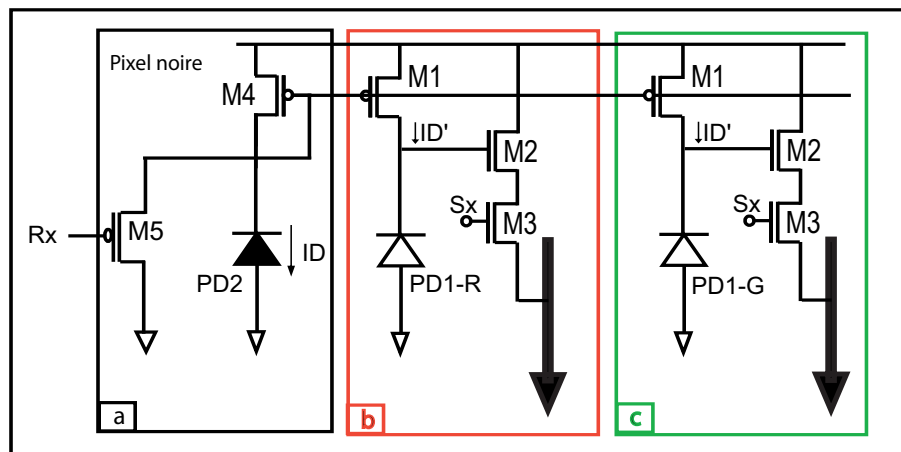 Pixel noire
M4
M1
M1
ID'
ID'
M2
M2
Sx
Sx
M3
M3
Rx
M5
ID
PD2
PD1-R
PD1-G
a
b
c